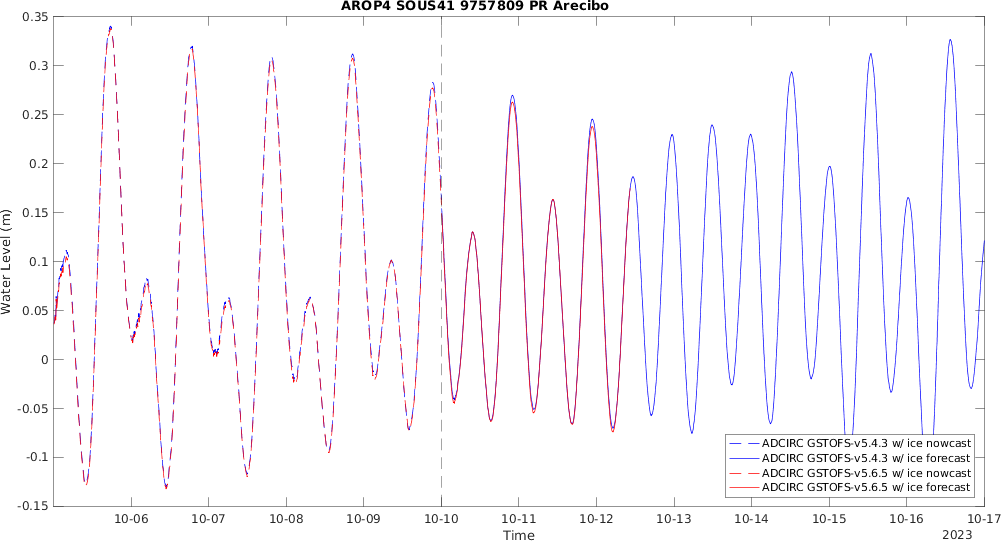 AROP4 SOUS41 9757809 PR Arecibo
0.35
0.3
0.25
0.2
0.15
0.1
0.05
0
-0.05
-0.1
-0.15
Water Level (m)
ADCIRC GSTOFS-v5.4.3 w/ ice nowcast
ADCIRC GSTOFS-v5.4.3 w/ ice forecast
ADCIRC GSTOFS-v5.6.5 w/ ice nowcast
ADCIRC GSTOFS-v5.6.5 w/ ice forecast
10-06 10-07 10-08 10-09 10-10 10-11 10-12 10-13 10-14 10-15 10-16 10-17
Time
2023